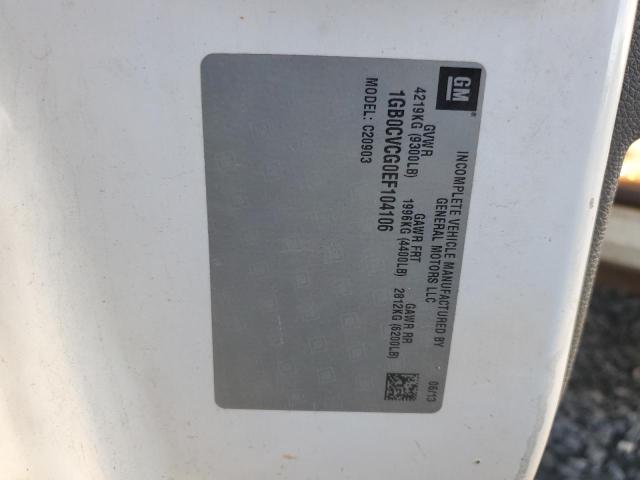 GM
INCOMPLETE VEHICLE MANUFACTURED BY
GENERAL MOTORS LLC
06/13
GVWR GAWR FRT GAWR RR
4219KG (9300LB) 1996KG (4400LB) 2812KG (6200LB)
1GB0CVCG0EF104106
MODEL: C20903